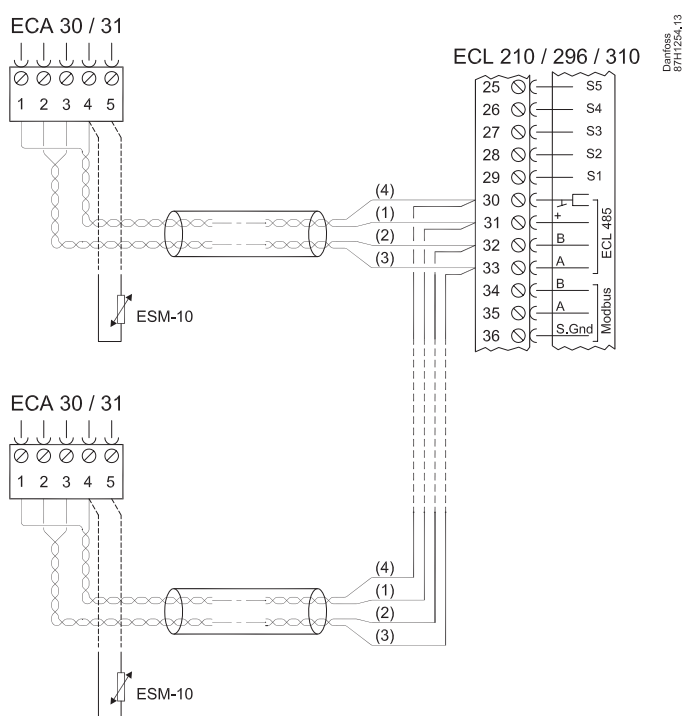 Danfoss
87H1254.13
ECA 30 / 31
1 2 3 4 5
ECL 210 / 296 / 310
25 S5
26 S4
27 S3
28 S2
29 S1
30
31 +
32 B
33 A
34 B
35 A
36 S.Gnd
ECL 485
Modbus
(4)
(1)
(2)
(3)
ESM-10
ECA 30 / 31
1 2 3 4 5
(4)
(1)
(2)
(3)
ESM-10